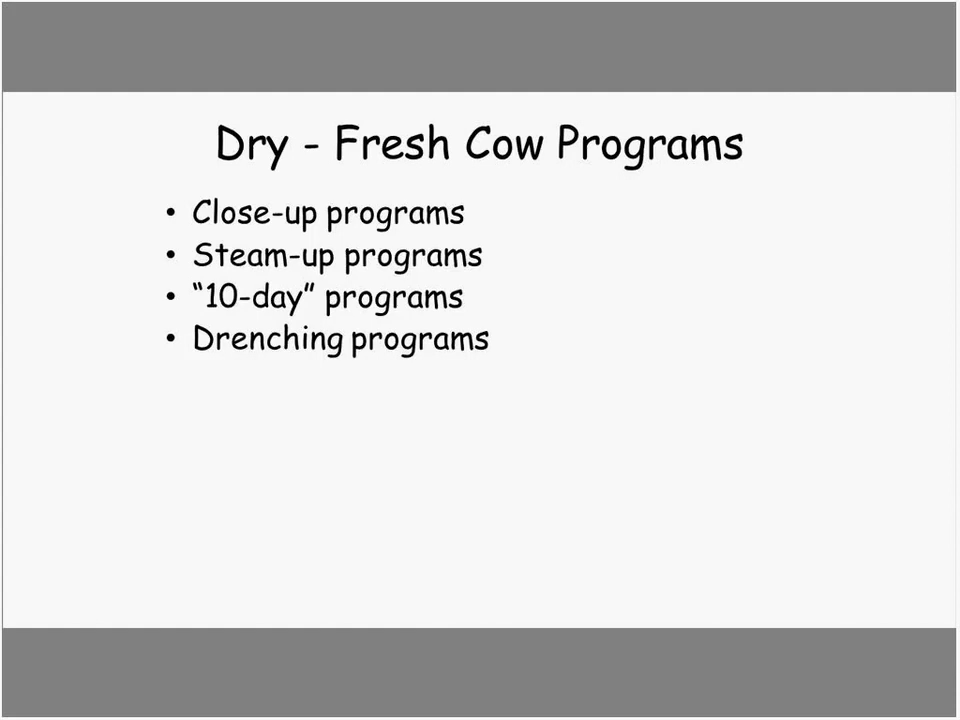 Dry - Fresh Cow Programs
• Close-up programs
• Steam-up programs
• “10-day” programs
• Drenching programs